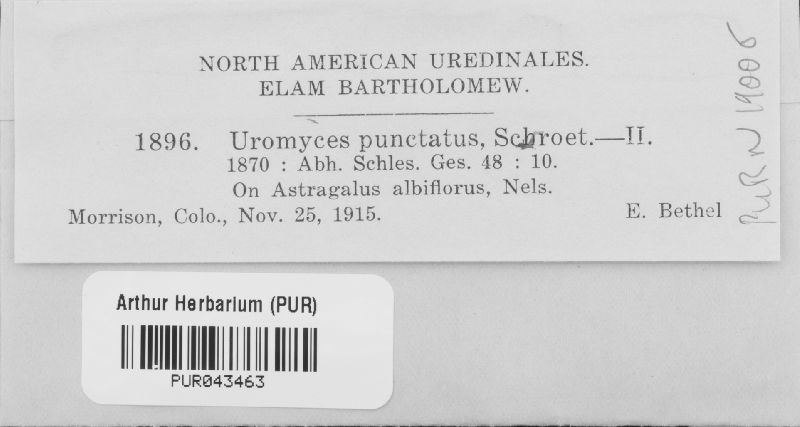 NORTH AMERICAN UREDINALES.
ELAM BARTHOLOMEW.
1896. Uromyces punctatus, Schroet.—II.
1870 : Abh. Schles. Ges. 48 : 10.
On Astragalus albiflorus, Nels.
Morrison, Colo., Nov. 25, 1915. E. Bethel
PUR N 19006
Arthur Herbarium (PUR)
PUR043463